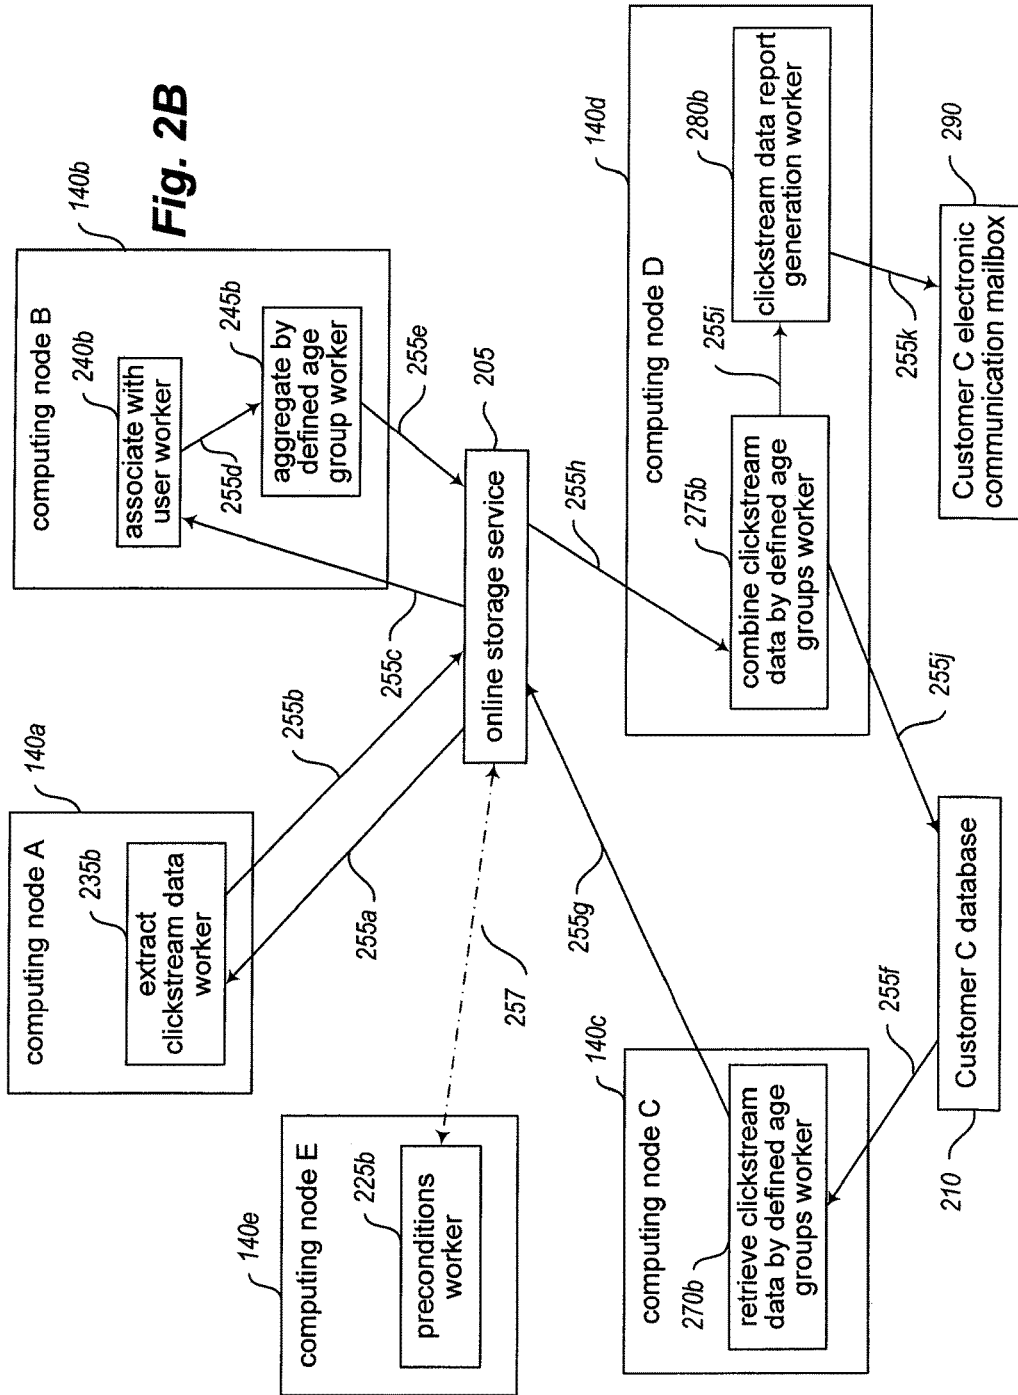 Fig. 2B
computing node A
140a
235b
extract
clickstream data
worker
computing node B
140b
240b
associate with
user worker
255d
245b
aggregate by
defined age
group worker
255e
255c
255b
255a
205
online storage service
computing node E
140e
225b
preconditions
worker
257
255g
255h
computing node C
140c
270b
retrieve clickstream
data by defined age
groups worker
computing node D
140d
275b
combine clickstream
data by defined age
groups worker
255i
280b
clickstream data report
generation worker
255f
255j
255k
210
Customer C database
290
Customer C electronic
communication mailbox